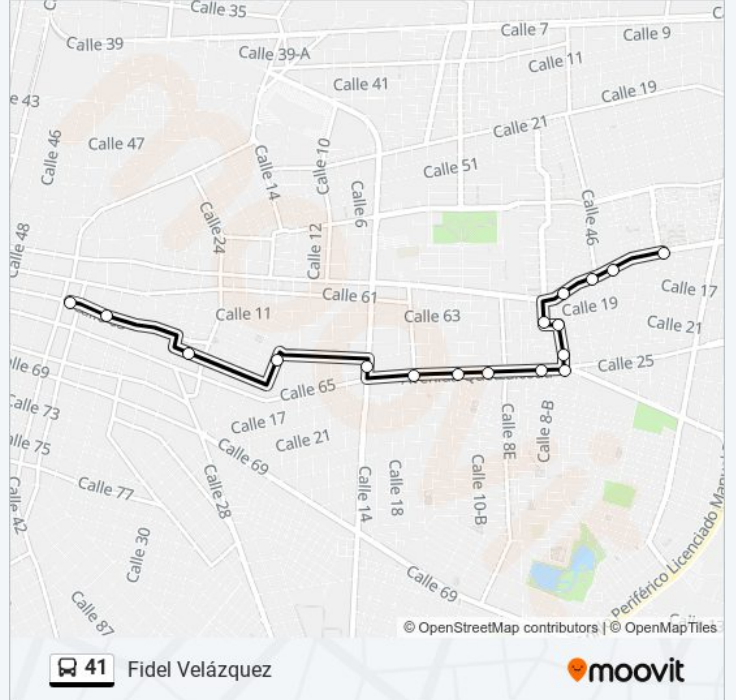 Calle 35
Calle 7
Calle 9
Calle 39
Calle 39-A
Calle 11
Calle 41
Calle 19
e 43
Calle 21
Calle 46
Calle 47
Calle 10
Calle 51
Calle 14
Calle 6
Calle 24
Calle 46
Calle 48
Calle 12
Calle 61
Calle 17
Calle 11
Calle 63
Calle 19
Calle 21
alle 69
Calle 25
Calle 65
alle 73
Calle 17
Calle 8E
Calle 8-B
Calle 21
alle 75
Calle 69
Calle 77
Calle 28
Calle 14
Calle 18
Calle 10-B
Calle 42
Calle 30
Calle 69
Periférico Licenciado Manu
Calle 87
© OpenStreetMap contributors | © OpenMapTiles
41 Fidel Velázquez
moovit